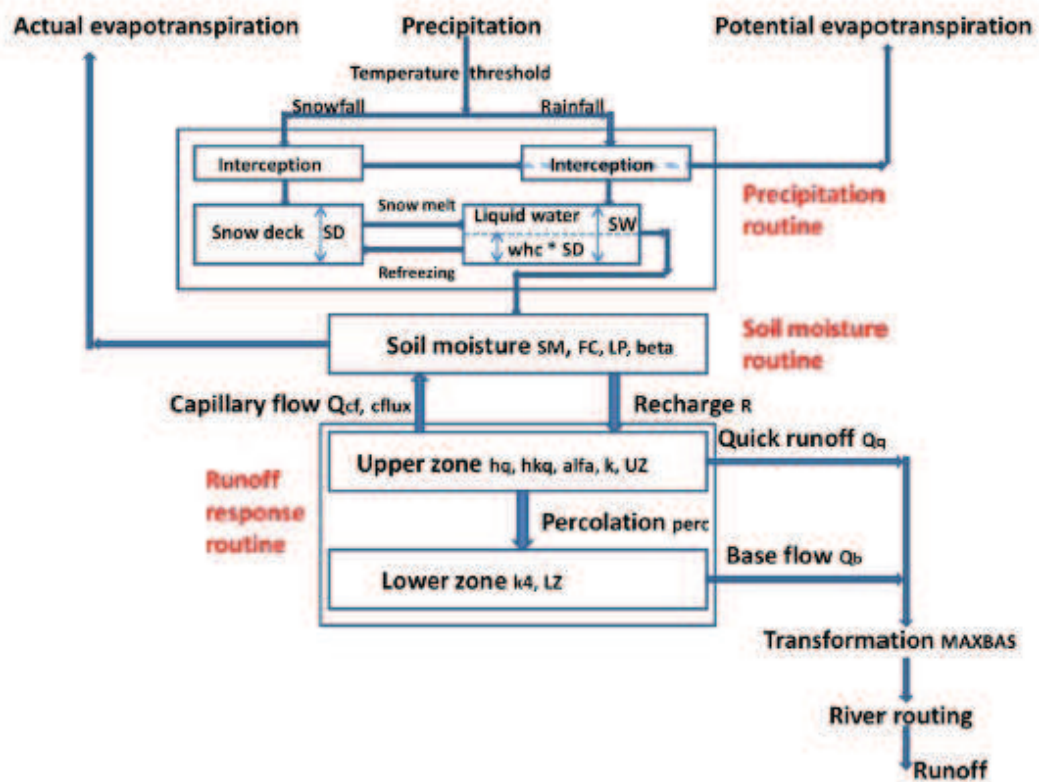 Actual evapotranspiration
Precipitation
Potential evapotranspiration
Temperature threshold
Snowfall
Rainfall
Interception
Interception
Precipitation
routine
Snow deck
SD
Snow melt
Liquid water
SW
whc * SD
Refreezing
Soil moisture SM, FC, LP, beta
Soil moisture
routine
Capillary flow Qcf, cflux
Recharge R
Quick runoff Qq
Upper zone hq, hkq, alfa, k, UZ
Runoff
response
routine
Percolation perc
Base flow Qb
Lower zone k4, LZ
Transformation MAXBAS
River routing
Runoff